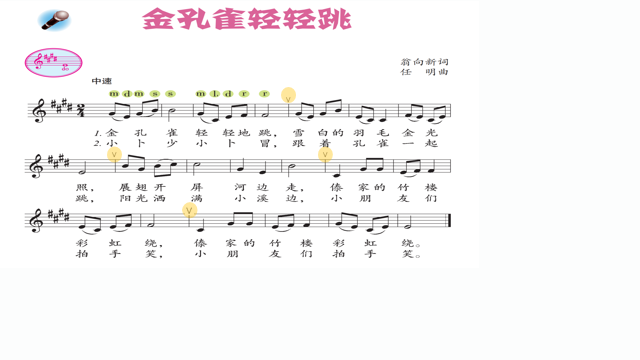 金孔雀轻轻跳
翁向新词
任 明曲
中速
m d m s s m l, d r r
2/4
V
1. 金 孔 雀 轻 轻地 跳, 雪 白的 羽 毛 金 光
2. 小 卜 少 小 卜 冒, 跟 着 孔 雀 一 起
V V
照, 展翅开 屏 河 边 走, 傣 家的 竹 楼
跳, 阳光洒 满 小 溪 边, 小 朋 友 们
V
彩 虹 绕, 傣 家的 竹 楼 彩 虹 绕。
拍 手 笑, 小 朋 友 们 拍 手 笑。